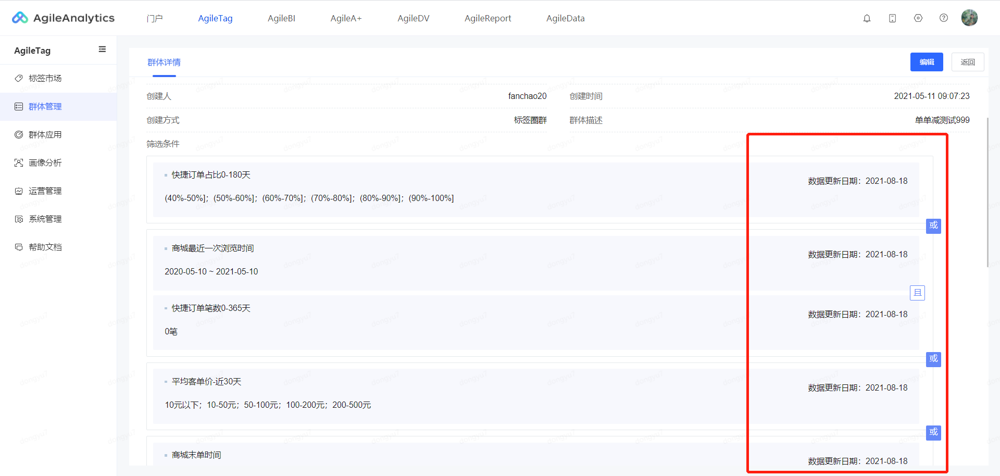 AgileAnalytics
门户
AgileTag
AgileBI
AgileA+
AgileDV
AgileReport
AgileData
AgileTag
标签市场
群体管理
群体应用
画像分析
运营管理
系统管理
帮助文档
群体详情
编辑
返回
创建人
fanchao20
创建时间
2021-05-11 09:07:23
创建方式
标签圈群
群体描述
单单减测试999
筛选条件
快捷订单占比0-180天
数据更新日期：2021-08-18
(40%-50%]；(50%-60%]；(60%-70%]；(70%-80%]；(80%-90%]；(90%-100%]
或
商城最近一次浏览时间
数据更新日期：2021-08-18
2020-05-10 ~ 2021-05-10
且
快捷订单笔数0-365天
数据更新日期：2021-08-18
0笔
或
平均客单价-近30天
数据更新日期：2021-08-18
10元以下；10-50元；50-100元；100-200元；200-500元
或
商城末单时间
数据更新日期：2021-08-18
dongyu7